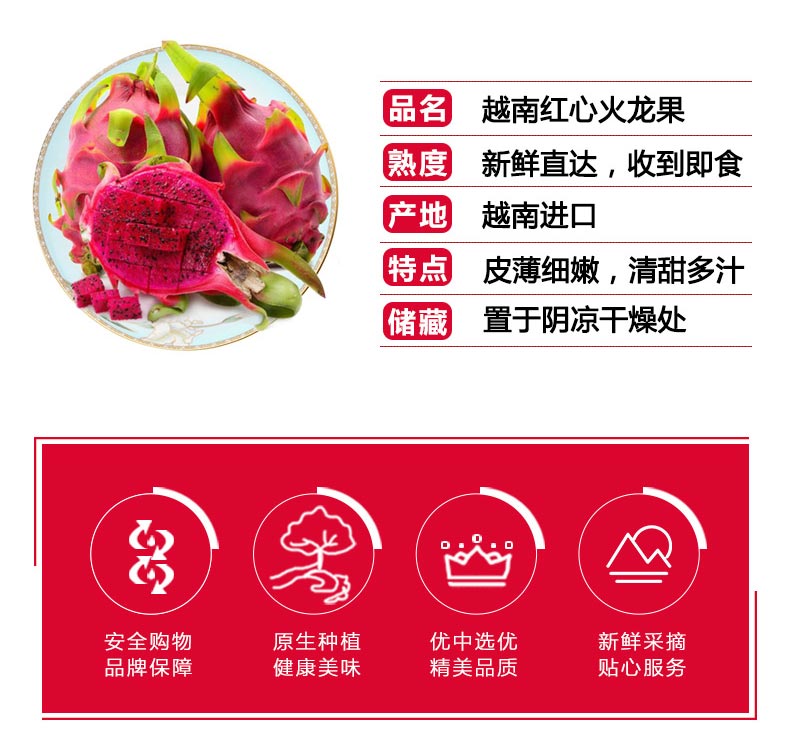 品名 越南红心火龙果
熟度 新鲜直达，收到即食
产地 越南进口
特点 皮薄细嫩，清甜多汁
储藏 置于阴凉干燥处
安全购物 原生种植 优中选优 新鲜采摘
品牌保障 健康美味 精美品质 贴心服务